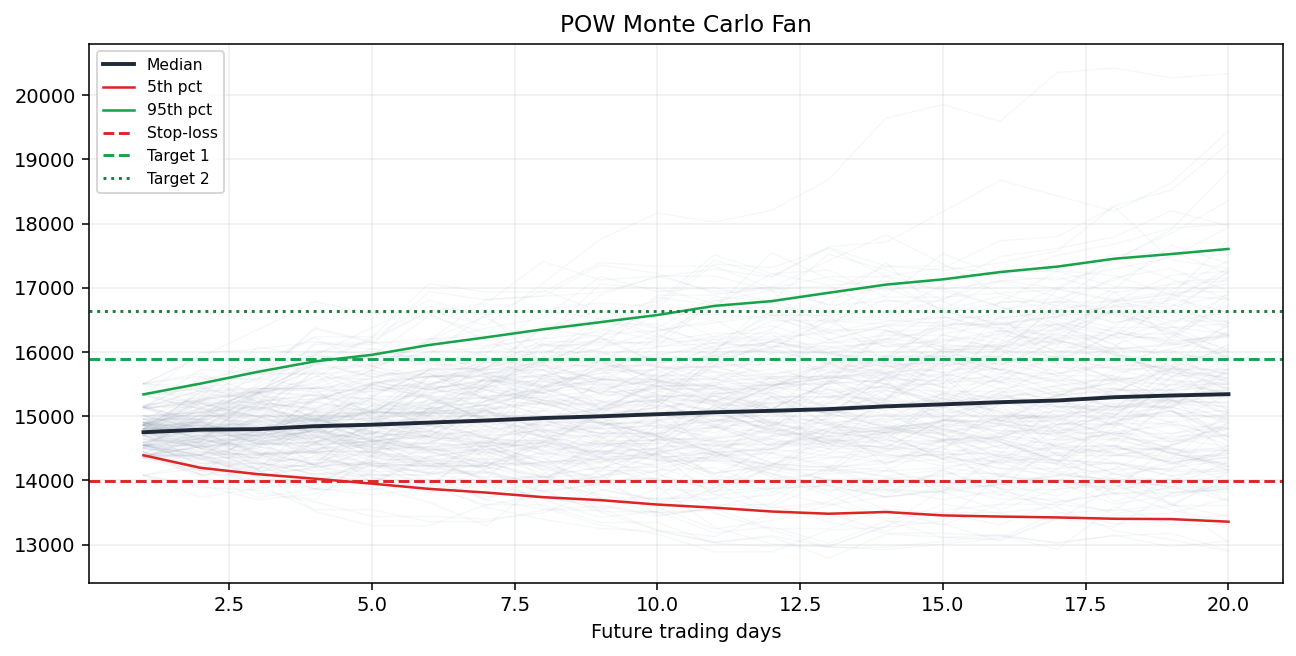 POW Monte Carlo Fan
Median
5th pct
95th pct
Stop-loss
Target 1
Target 2
20000
19000
18000
17000
16000
15000
14000
13000
2.5 5.0 7.5 10.0 12.5 15.0 17.5 20.0
Future trading days